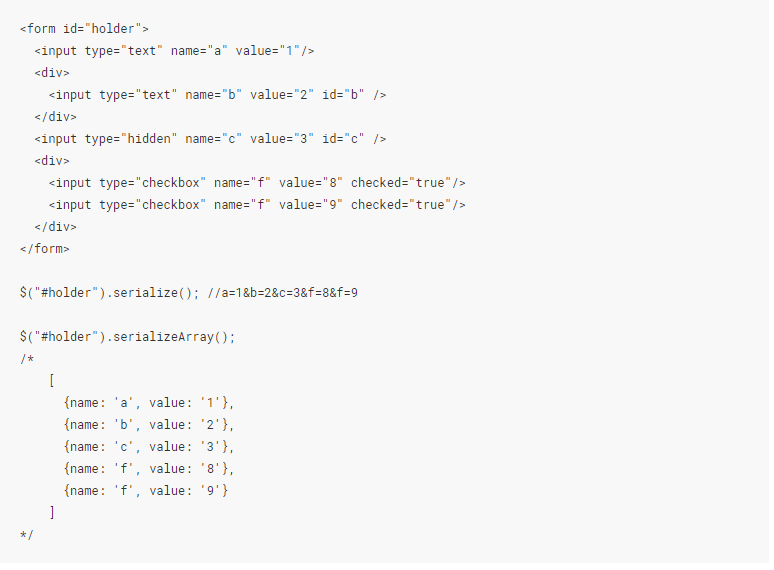 <form id="holder">
  <input type="text" name="a" value="1"/>
  <div>
    <input type="text" name="b" value="2" id="b" />
  </div>
  <input type="hidden" name="c" value="3" id="c" />
  <div>
    <input type="checkbox" name="f" value="8" checked="true"/>
    <input type="checkbox" name="f" value="9" checked="true"/>
  </div>
</form>

$("#holder").serialize(); //a=1&b=2&c=3&f=8&f=9

$("#holder").serializeArray();
/*
    [
      {name: 'a', value: '1'},
      {name: 'b', value: '2'},
      {name: 'c', value: '3'},
      {name: 'f', value: '8'},
      {name: 'f', value: '9'}
    ]
*/